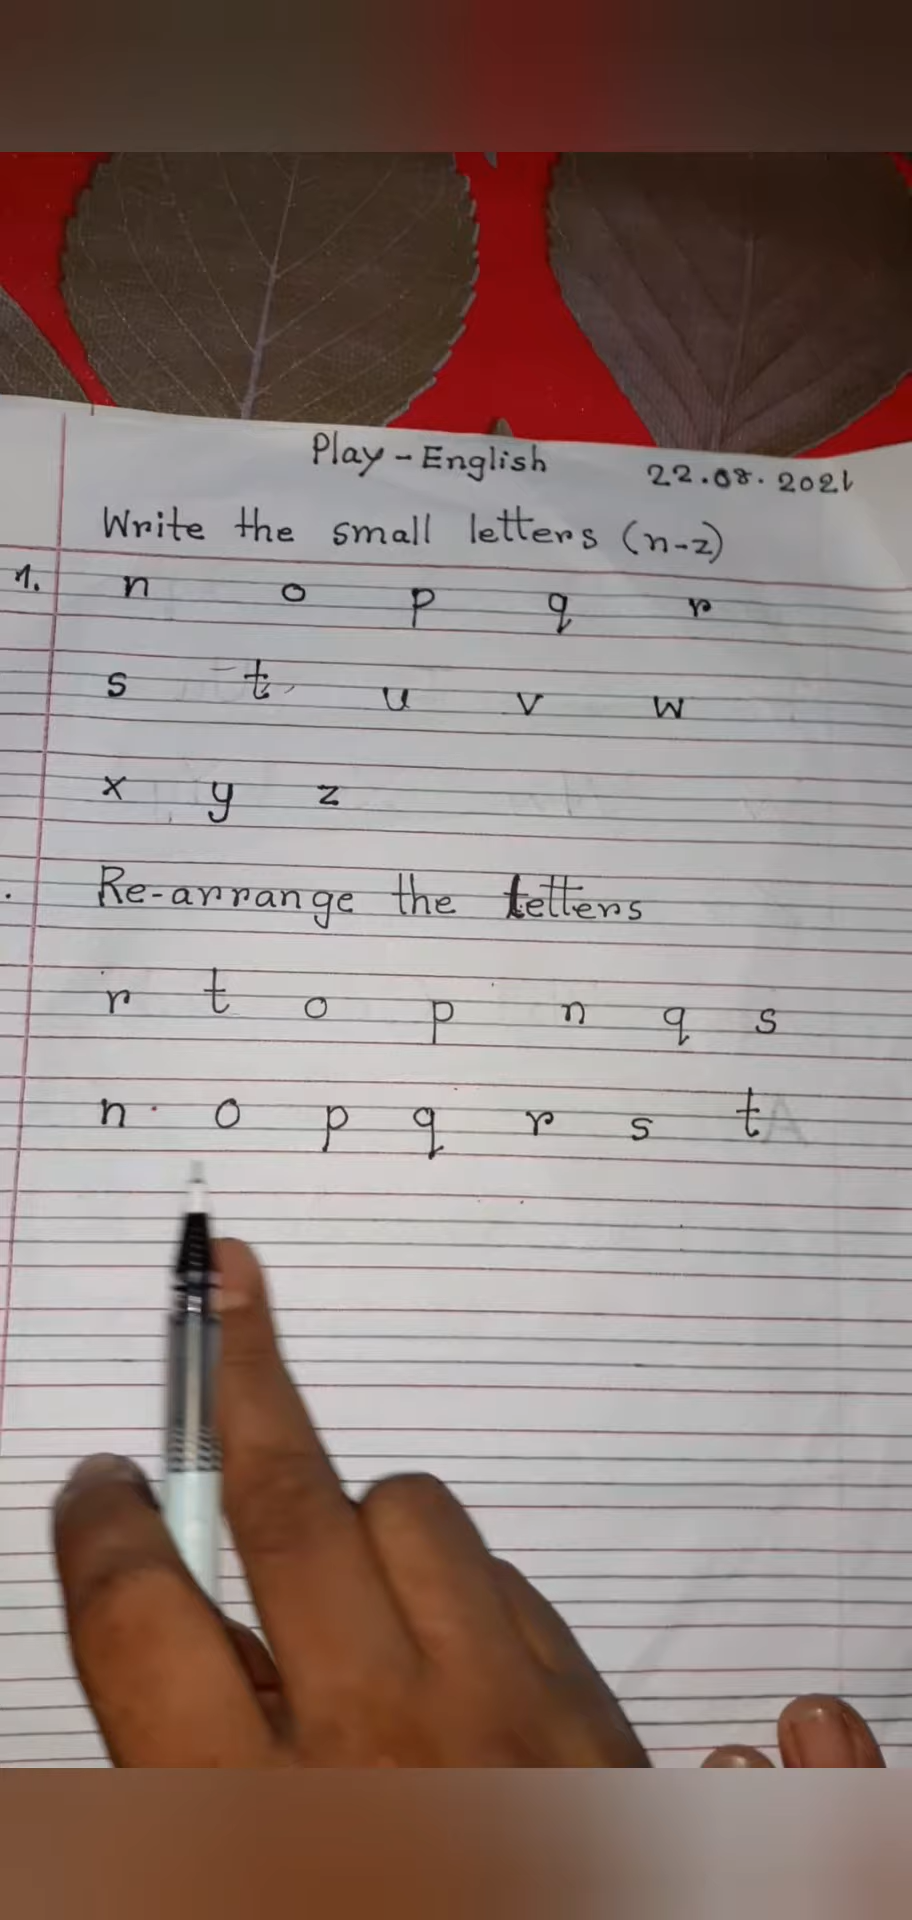 Play - English 22.08.2021
Write the small letters (n-z)
1. n o p q r
s t u v w
x y z
. Re-arrange the letters
r t o p n q s
n o p q r s t